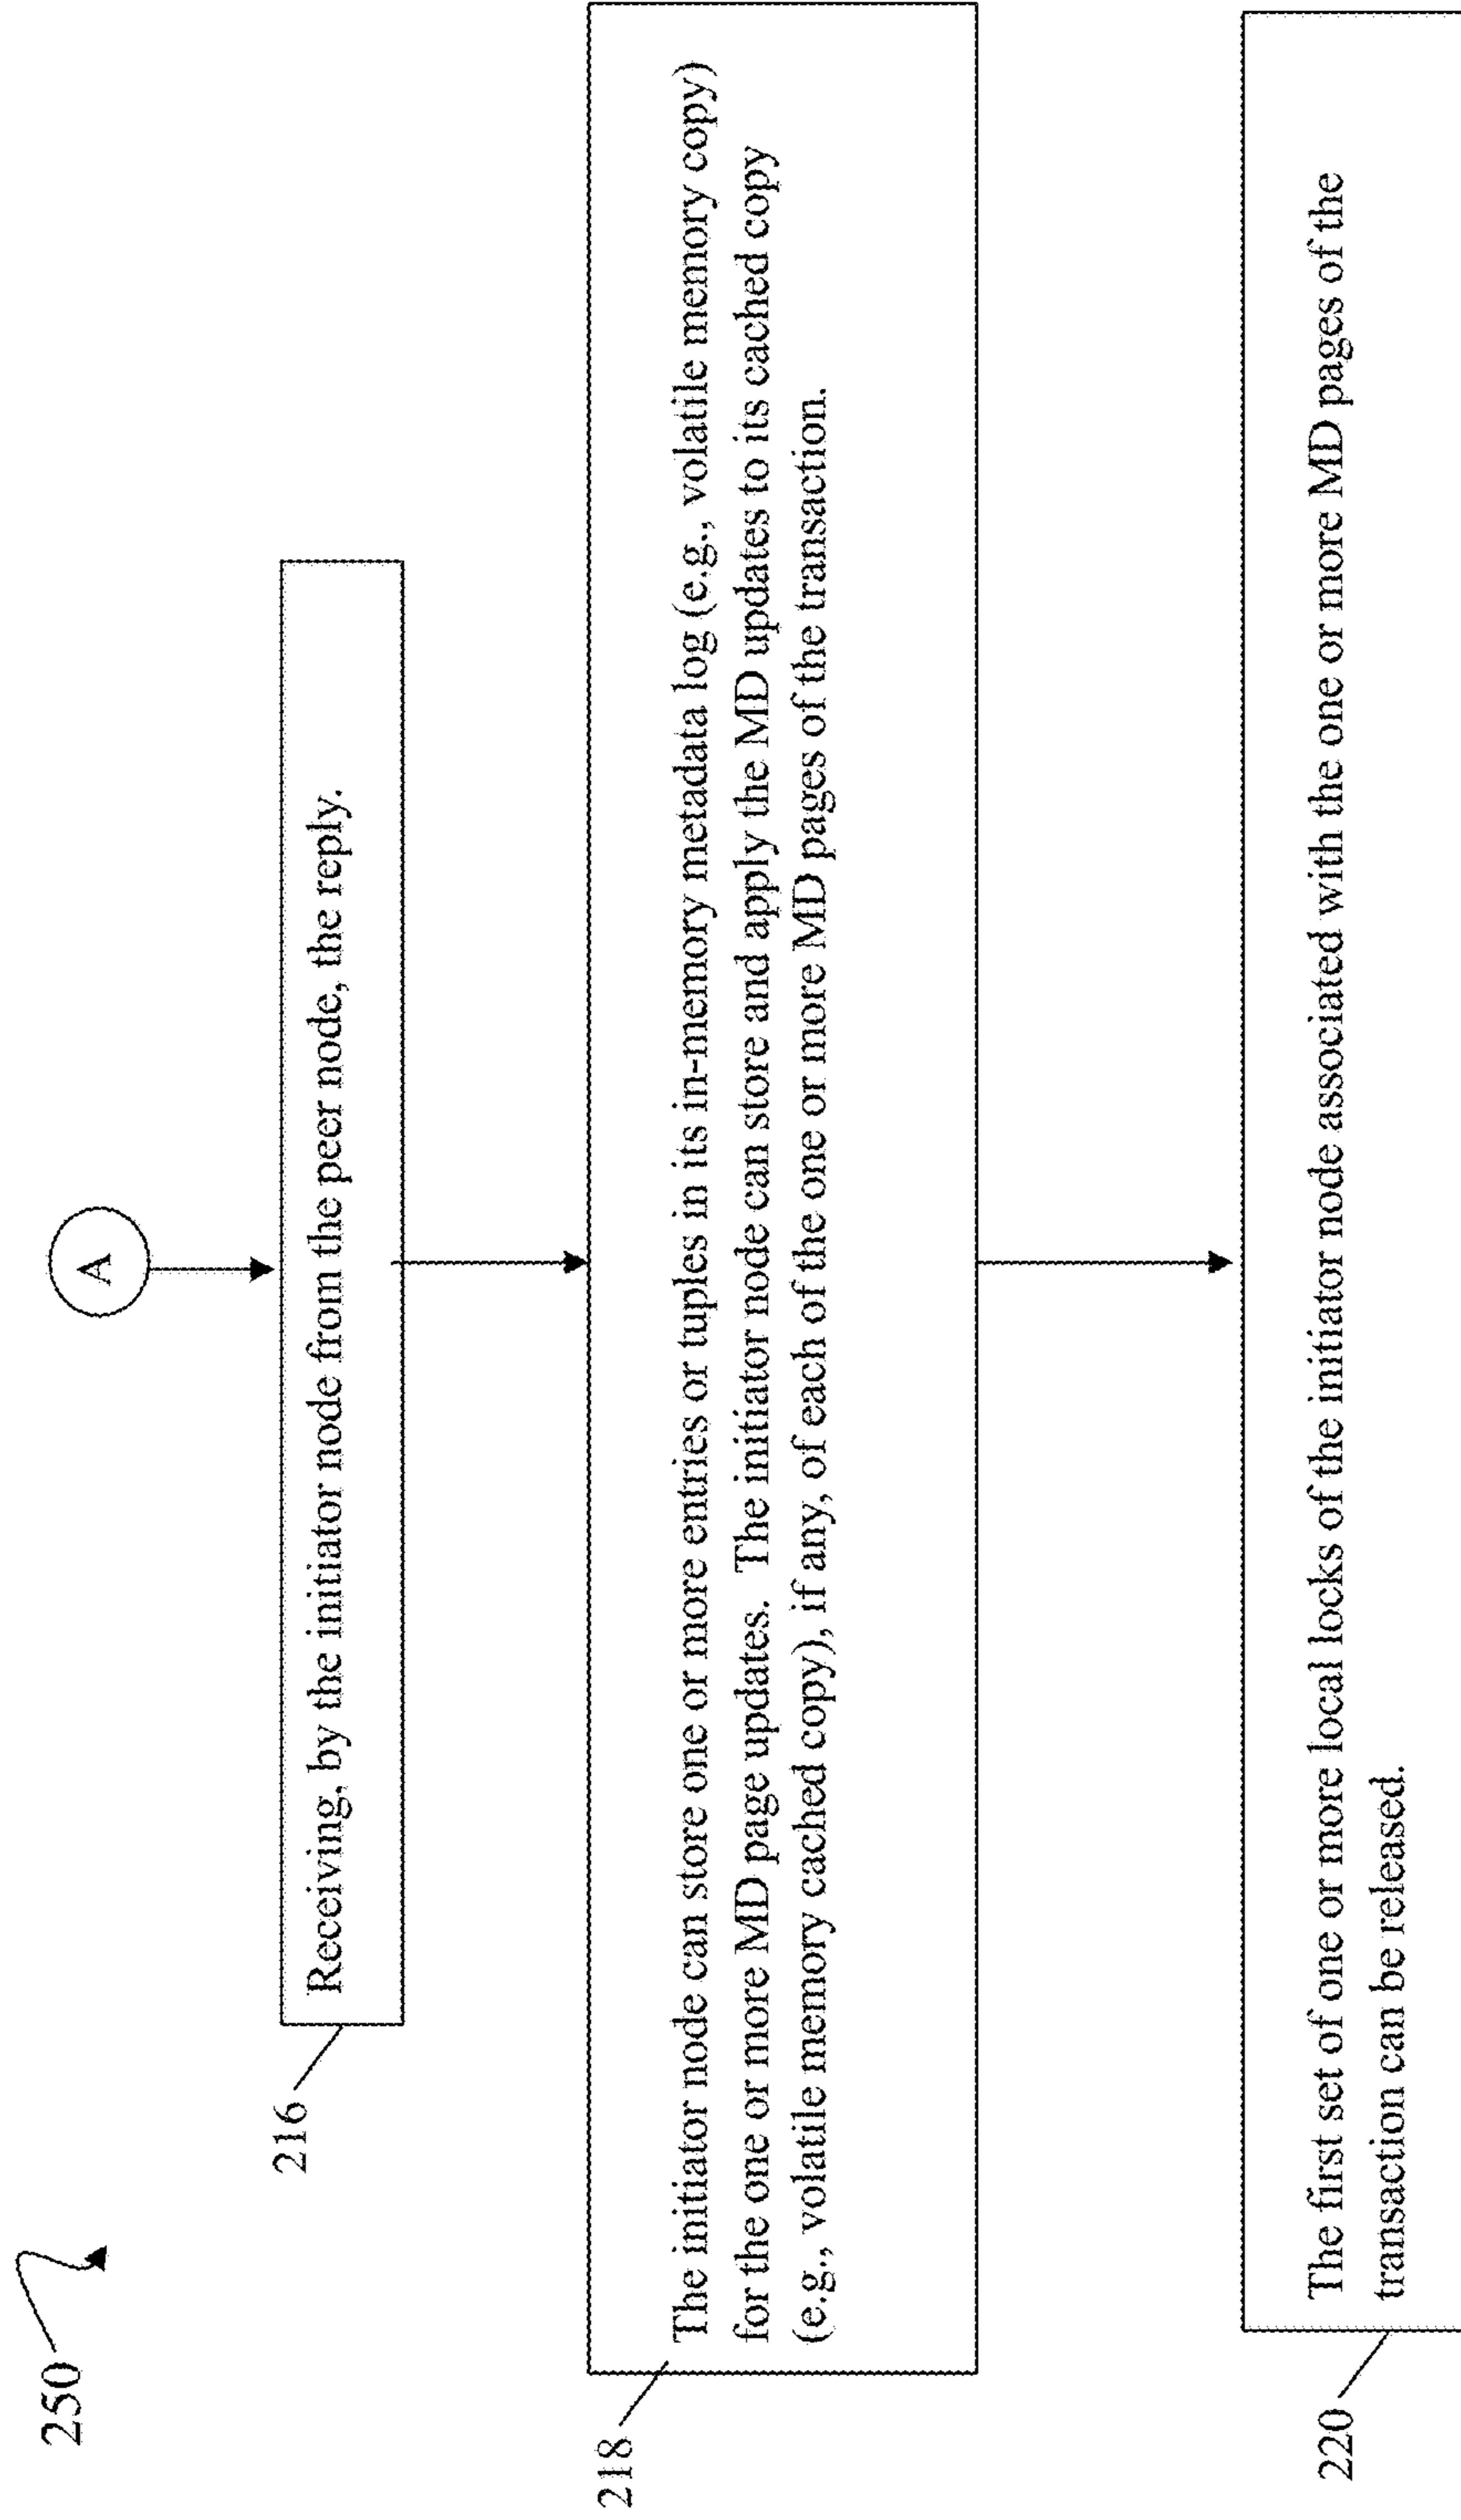 250
A
216
Receiving, by the initiator node from the peer node, the reply.
218
The initiator node can store one or more entries or tuples in its in-memory metadata log (e.g., volatile memory copy)
for the one or more MD page updates. The initiator node can store and apply the MD updates to its cached copy
(e.g., volatile memory cached copy), if any, of each of the one or more MD pages of the transaction.
220
The first set of one or more local locks of the initiator node associated with the one or more MD pages of the
transaction can be released.